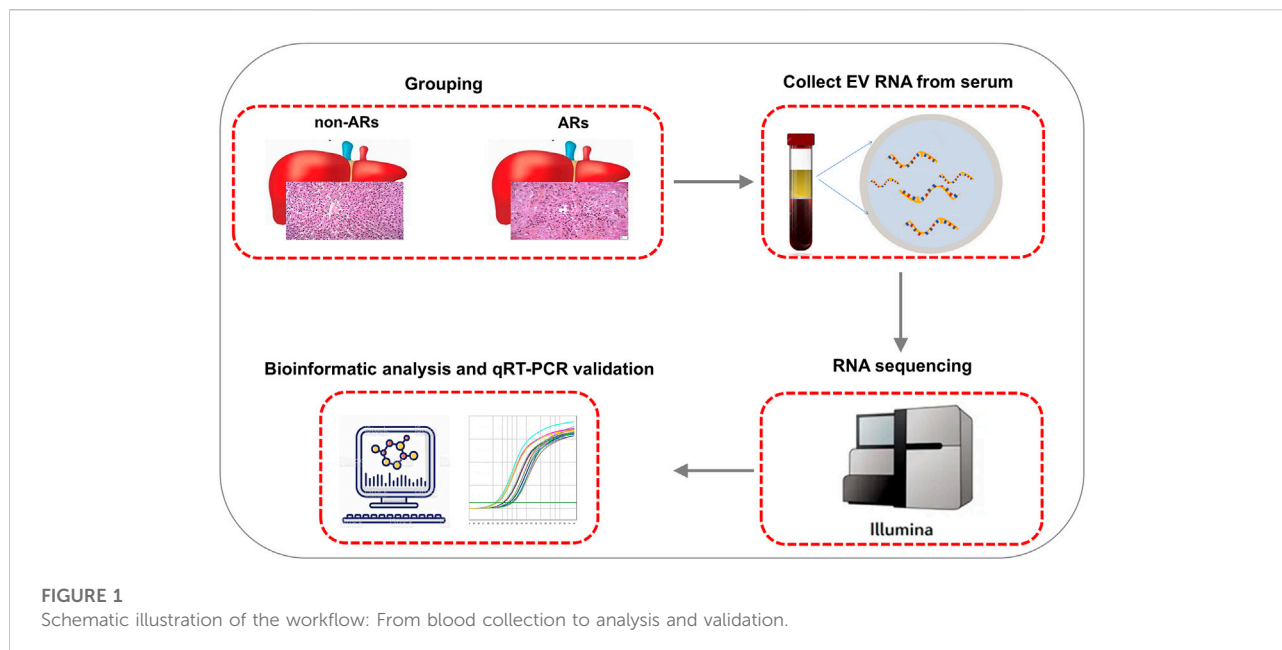 Grouping
non-ARs
ARs
Collect EV RNA from serum
RNA sequencing
Illumina
Bioinformatic analysis and qRT-PCR validation
FIGURE 1
Schematic illustration of the workflow: From blood collection to analysis and validation.